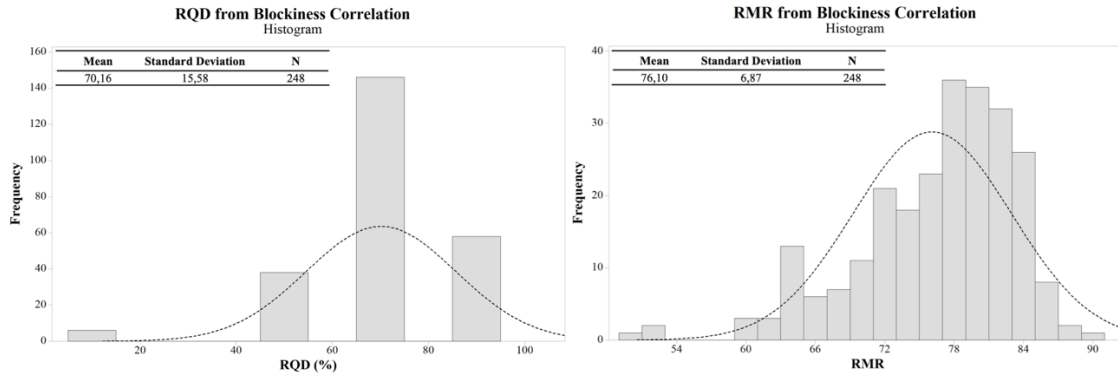 RQD from Blockiness Correlation
Histogram
160
140
120
100
80
60
40
20
0
Frequency
Mean Standard Deviation N
70,16 15,58 248
20 40 60 80 100
RQD (%)
RMR from Blockiness Correlation
Histogram
40
30
20
10
0
Frequency
Mean Standard Deviation N
76,10 6,87 248
54 60 66 72 78 84 90
RMR